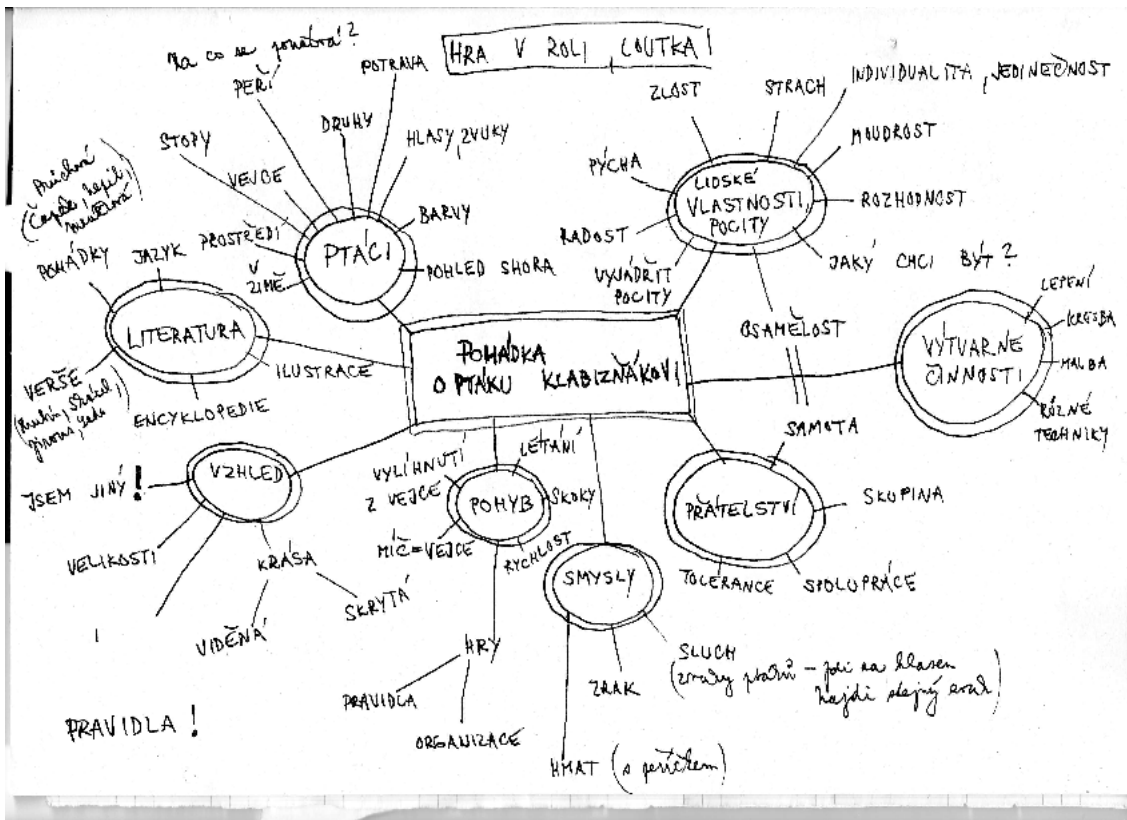 HRA V ROLI, LOUTKA
Na co se používá?
PEŘÍ
POTRAVA
DRUHY
HLASY, ZVUKY
STOPY
VEJCE
BARVY
PROSTŘEDÍ
PTÁCI
POHLED SHORA
V
ZIMĚ
ZLOST
STRACH
INDIVIDUALITA, JEDINEČNOST
MOUDROST
PÝCHA
LIDSKÉ
VLASTNOSTI,
POCITY
ROZHODNOST
RADOST
VYJÁDŘIT
POCITY
JAKÝ CHCI BÝT?
OSAMĚLOST
POHÁDKY
JAZYK
LITERATURA
ILUSTRACE
VERŠE
ENCYKLOPEDIE
POHÁDKA
O PTÁKU KLABIZŇÁKOVI
LEPENÍ
KRESBA
VÝTVARNÉ
ČINNOSTI
MALBA
RŮZNÉ
TECHNIKY
VZHLED
JSEM JINÝ!
VELIKOSTI
KRÁSA
SKRYTÁ
VIDĚNÁ
VYLÍHNUTÍ
Z VEJCE
LÉTÁNÍ
POHYB
SKOKY
MÍČ=VEJCE
RYCHLOST
HRY
PRAVIDLA
ORGANIZACE
SAMOTA
PŘÁTELSTVÍ
SKUPINA
TOLERANCE
SPOLUPRÁCE
SMYSLY
SLUCH
(zvuky ptáků – jdi za hlasem
najdi stejný zvuk)
ZRAK
HMAT (s peříčkem)
PRAVIDLA!